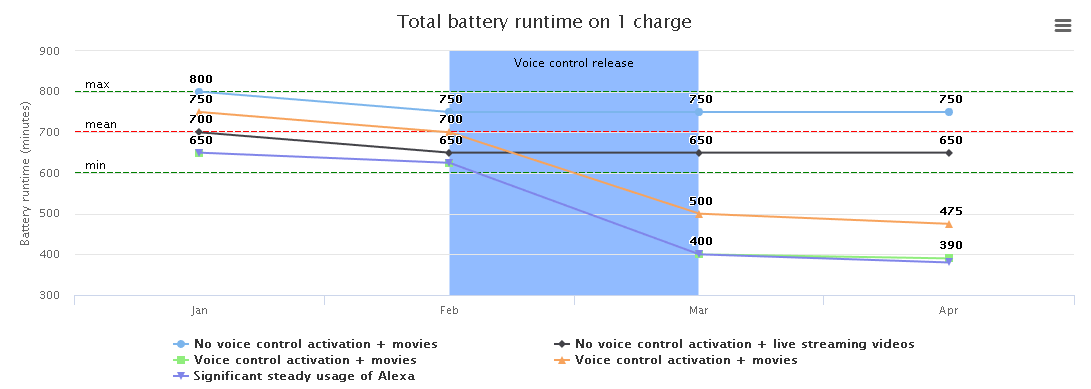 Total battery runtime on 1 charge
Battery runtime (minutes)
900
800
700
600
500
400
300
max
mean
min
Voice control release
800
750
750
750
700
650
650
650
750
700
500
475
650
400
390
Jan
Feb
Mar
Apr
No voice control activation + movies
No voice control activation + live streaming videos
Voice control activation + movies
Voice control activation + movies
Significant steady usage of Alexa